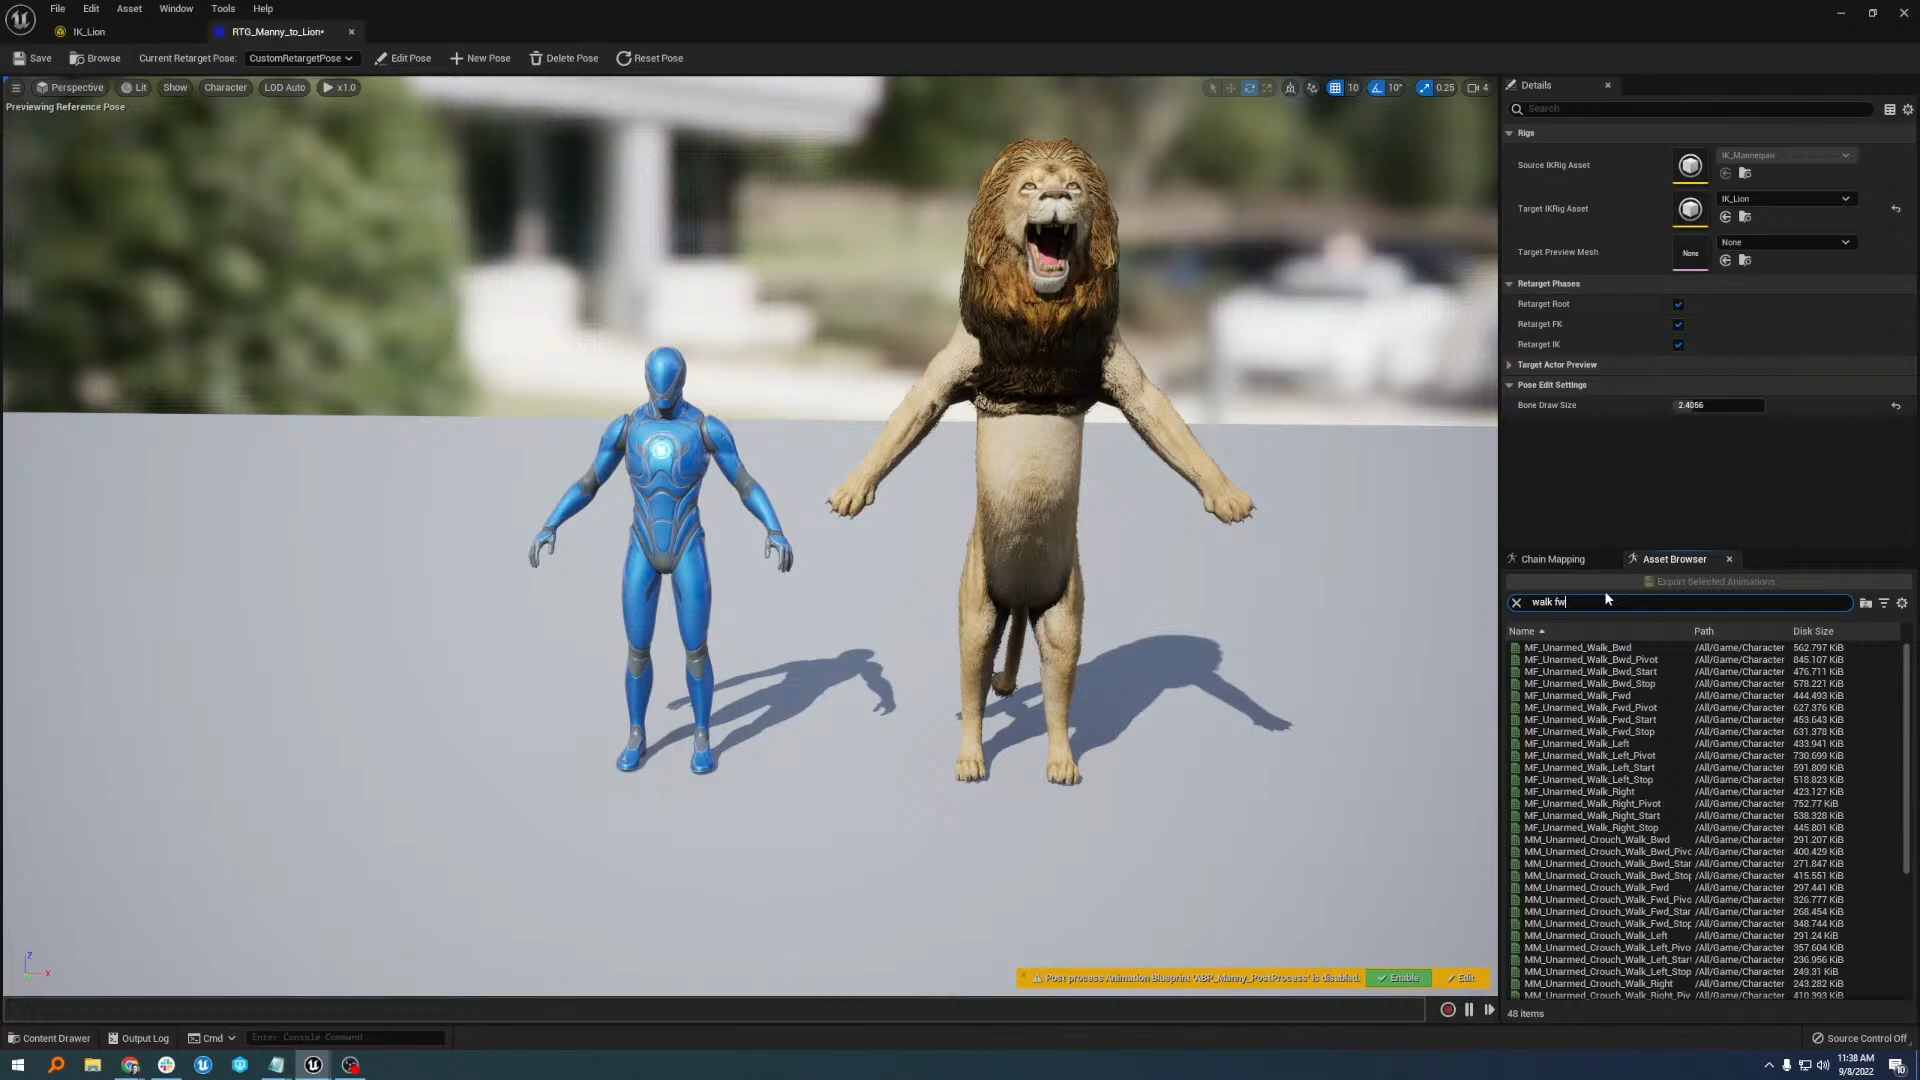 File Edit Asset Window Tools Help
IK_Lion RTG_Manny_to_Lion•
Save Browse Current Retarget Pose: CustomRetargetPose Edit Pose New Pose Delete Pose Reset Pose
Perspective Lit Show Character LOD Auto x1.0 10 10° 0.25 4
Previewing Reference Pose
Details
Search
Rigs
Source IKRig Asset IK_Mannequin
Target IKRig Asset IK_Lion
Target Preview Mesh None None
Retarget Phases
Retarget Root
Retarget FK
Retarget IK
Target Actor Preview
Pose Edit Settings
Bone Draw Size 2.4056
Chain Mapping Asset Browser
Export Selected Animations
walk fw
Name Path Disk Size
MF_Unarmed_Walk_Bwd /All/Game/Character 562.797 KiB
MF_Unarmed_Walk_Bwd_Pivot /All/Game/Character 845.107 KiB
MF_Unarmed_Walk_Bwd_Start /All/Game/Character 476.711 KiB
MF_Unarmed_Walk_Bwd_Stop /All/Game/Character 578.221 KiB
MF_Unarmed_Walk_Fwd /All/Game/Character 444.493 KiB
MF_Unarmed_Walk_Fwd_Pivot /All/Game/Character 627.376 KiB
MF_Unarmed_Walk_Fwd_Start /All/Game/Character 453.643 KiB
MF_Unarmed_Walk_Fwd_Stop /All/Game/Character 631.378 KiB
MF_Unarmed_Walk_Left /All/Game/Character 433.941 KiB
MF_Unarmed_Walk_Left_Pivot /All/Game/Character 730.699 KiB
MF_Unarmed_Walk_Left_Start /All/Game/Character 591.809 KiB
MF_Unarmed_Walk_Left_Stop /All/Game/Character 518.823 KiB
MF_Unarmed_Walk_Right /All/Game/Character 423.127 KiB
MF_Unarmed_Walk_Right_Pivot /All/Game/Character 752.77 KiB
MF_Unarmed_Walk_Right_Start /All/Game/Character 538.328 KiB
MF_Unarmed_Walk_Right_Stop /All/Game/Character 445.801 KiB
MM_Unarmed_Crouch_Walk_Bwd /All/Game/Character 291.207 KiB
MM_Unarmed_Crouch_Walk_Bwd_Pivo /All/Game/Character 400.429 KiB
MM_Unarmed_Crouch_Walk_Bwd_Star /All/Game/Character 271.847 KiB
MM_Unarmed_Crouch_Walk_Bwd_Stop /All/Game/Character 415.551 KiB
MM_Unarmed_Crouch_Walk_Fwd /All/Game/Character 297.441 KiB
MM_Unarmed_Crouch_Walk_Fwd_Pivo /All/Game/Character 326.777 KiB
MM_Unarmed_Crouch_Walk_Fwd_Star /All/Game/Character 268.454 KiB
MM_Unarmed_Crouch_Walk_Fwd_Stop /All/Game/Character 348.744 KiB
MM_Unarmed_Crouch_Walk_Left /All/Game/Character 291.24 KiB
MM_Unarmed_Crouch_Walk_Left_Pivo /All/Game/Character 357.604 KiB
MM_Unarmed_Crouch_Walk_Left_Star /All/Game/Character 236.956 KiB
MM_Unarmed_Crouch_Walk_Left_Stop /All/Game/Character 249.31 KiB
MM_Unarmed_Crouch_Walk_Right /All/Game/Character 243.282 KiB
MM_Unarmed_Crouch_Walk_Right_Piv /All/Game/Character 410.393 KiB
48 items
Z
X
Post process Animation Blueprint 'ABP_Manny_PostProcess' is disabled. Enable Edit
Content Drawer Output Log Cmd Enter Console Command Source Control Off
11:38 AM
9/8/2022
10